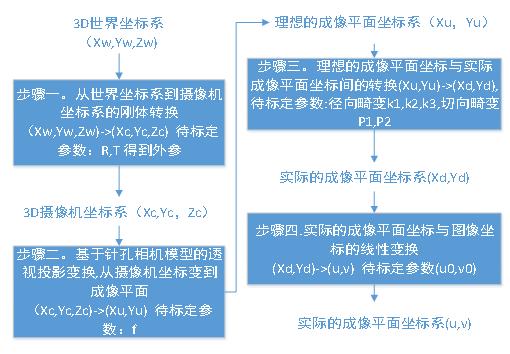 3D世界坐标系
（Xw,Yw,Zw）
步骤一。从世界坐标系到摄像机
坐标系的刚体转换
（Xw,Yw,Zw)->(Xc,Yc,Zc) 待标定
参数：R,T 得到外参
3D摄像机坐标系（Xc,Yc，Zc）
步骤二。基于针孔相机模型的透
视投影变换,从摄像机坐标变到
成像平面
（Xc,Yc,Zc)->(Xu,Yu) 待标定参
数：f
理想的成像平面坐标系（Xu，Yu）
步骤三。理想的成像平面坐标与实际
成像平面坐标间的转换(Xu,Yu)->(Xd,Yd),
待标定参数:径向畸变k1,k2,k3,切向畸变
P1,P2
实际的成像平面坐标系(Xd,Yd)
步骤四.实际的成像平面坐标与图像坐
标的线性变换
(Xd,Yd)->(u,v) 待标定参数(u0,v0)
实际的成像平面坐标系(u,v)